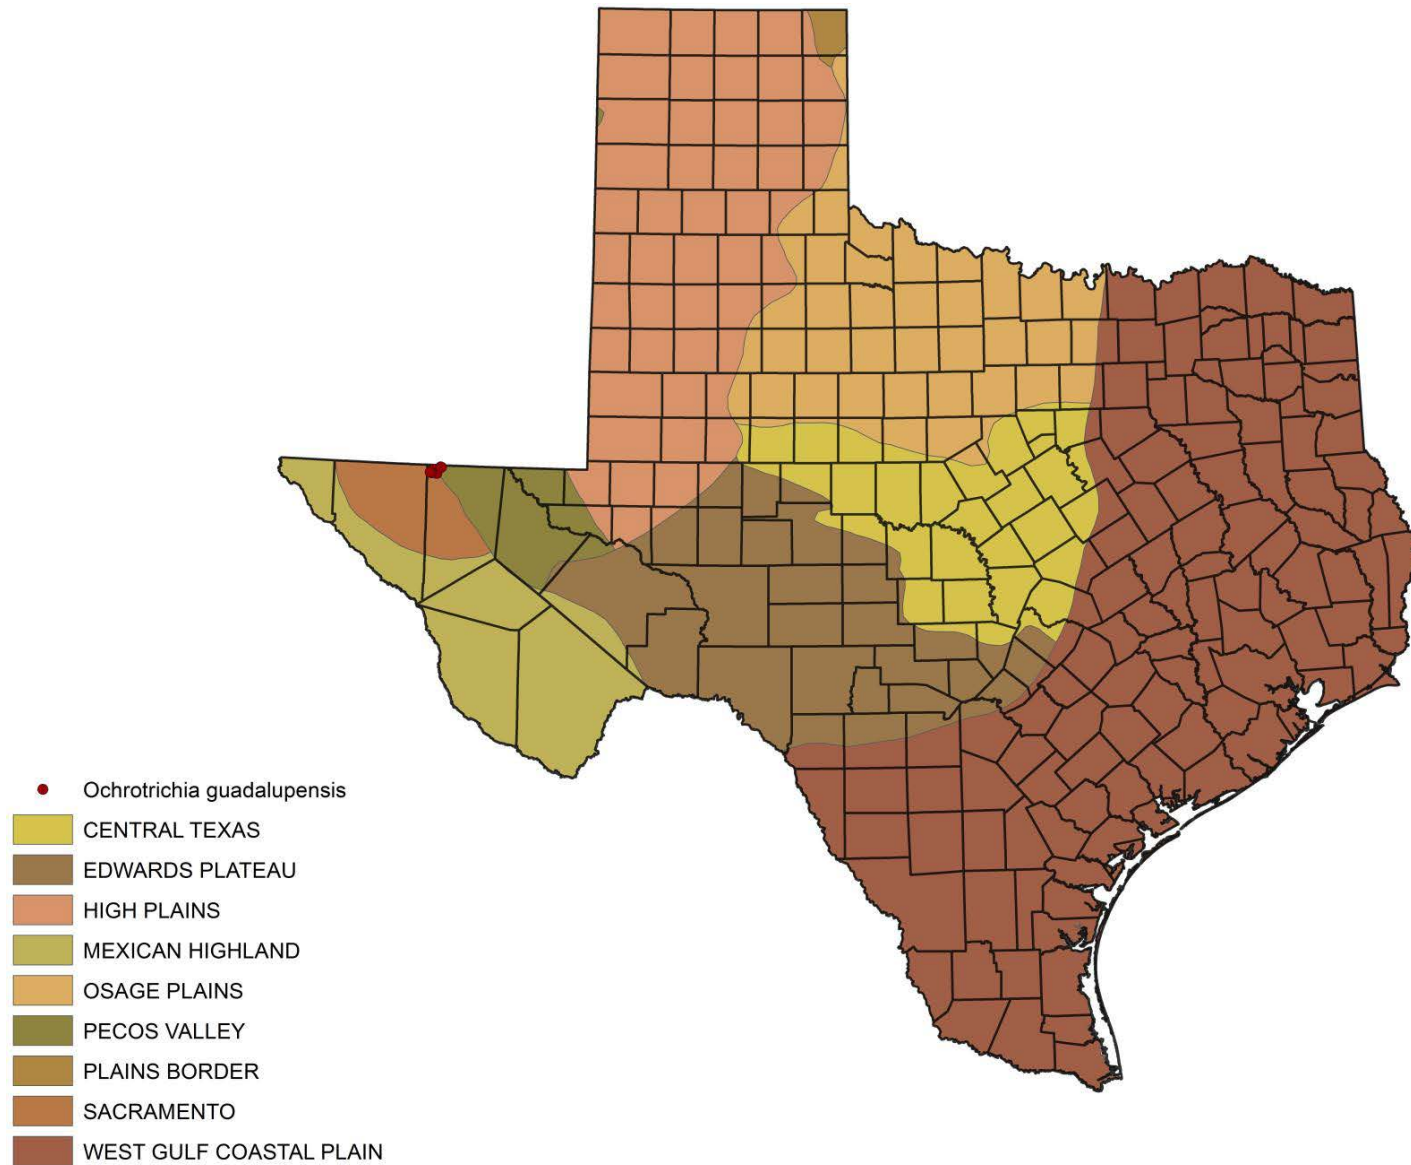 Ochrotrichia guadalupensis
CENTRAL TEXAS
EDWARDS PLATEAU
HIGH PLAINS
MEXICAN HIGHLAND
OSAGE PLAINS
PECOS VALLEY
PLAINS BORDER
SACRAMENTO
WEST GULF COASTAL PLAIN